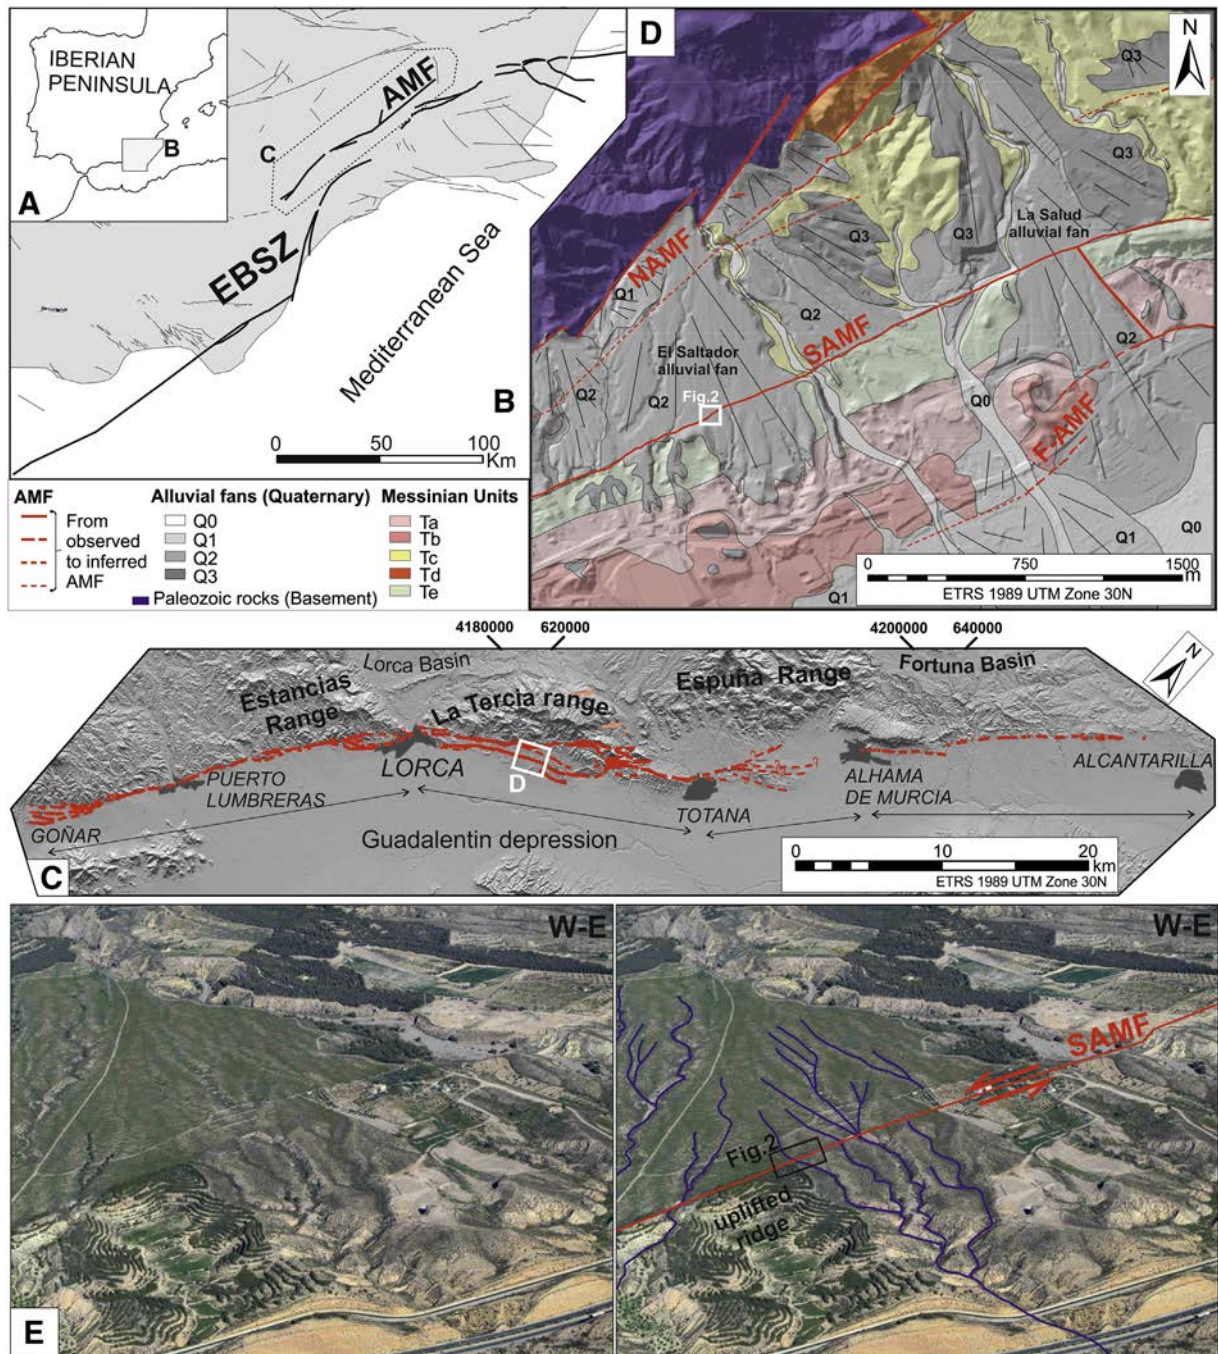 IBERIAN
PENINSULA
B
A
AMF
C
EBSZ
Mediterranean Sea
B
0 50 100
Km
D
N
Q3
Q3
La Salud
alluvial fan
Q3
Q3
NAMF
Q1
Q2
SAMF
Q2
El Saltador
alluvial fan
Q2
Q2
Fig.2
Q0
F-AMF
Q0
Q1
Q1
0 750 1500
m
ETRS 1989 UTM Zone 30N
AMF
From
observed
to inferred
AMF
Alluvial fans (Quaternary)
Q0
Q1
Q2
Q3
Messinian Units
Ta
Tb
Tc
Td
Te
Paleozoic rocks (Basement)
4180000 620000 4200000 640000
N
Lorca Basin
Fortuna Basin
Estancias
Range
La Tercia range
Espuña Range
D
LORCA
PUERTO
LUMBRERAS
GOÑAR
TOTANA
ALHAMA
DE MURCIA
ALCANTARILLA
Guadalentin depression
0 10 20
km
ETRS 1989 UTM Zone 30N
C
W-E
E
W-E
SAMF
Fig.2
uplifted
ridge